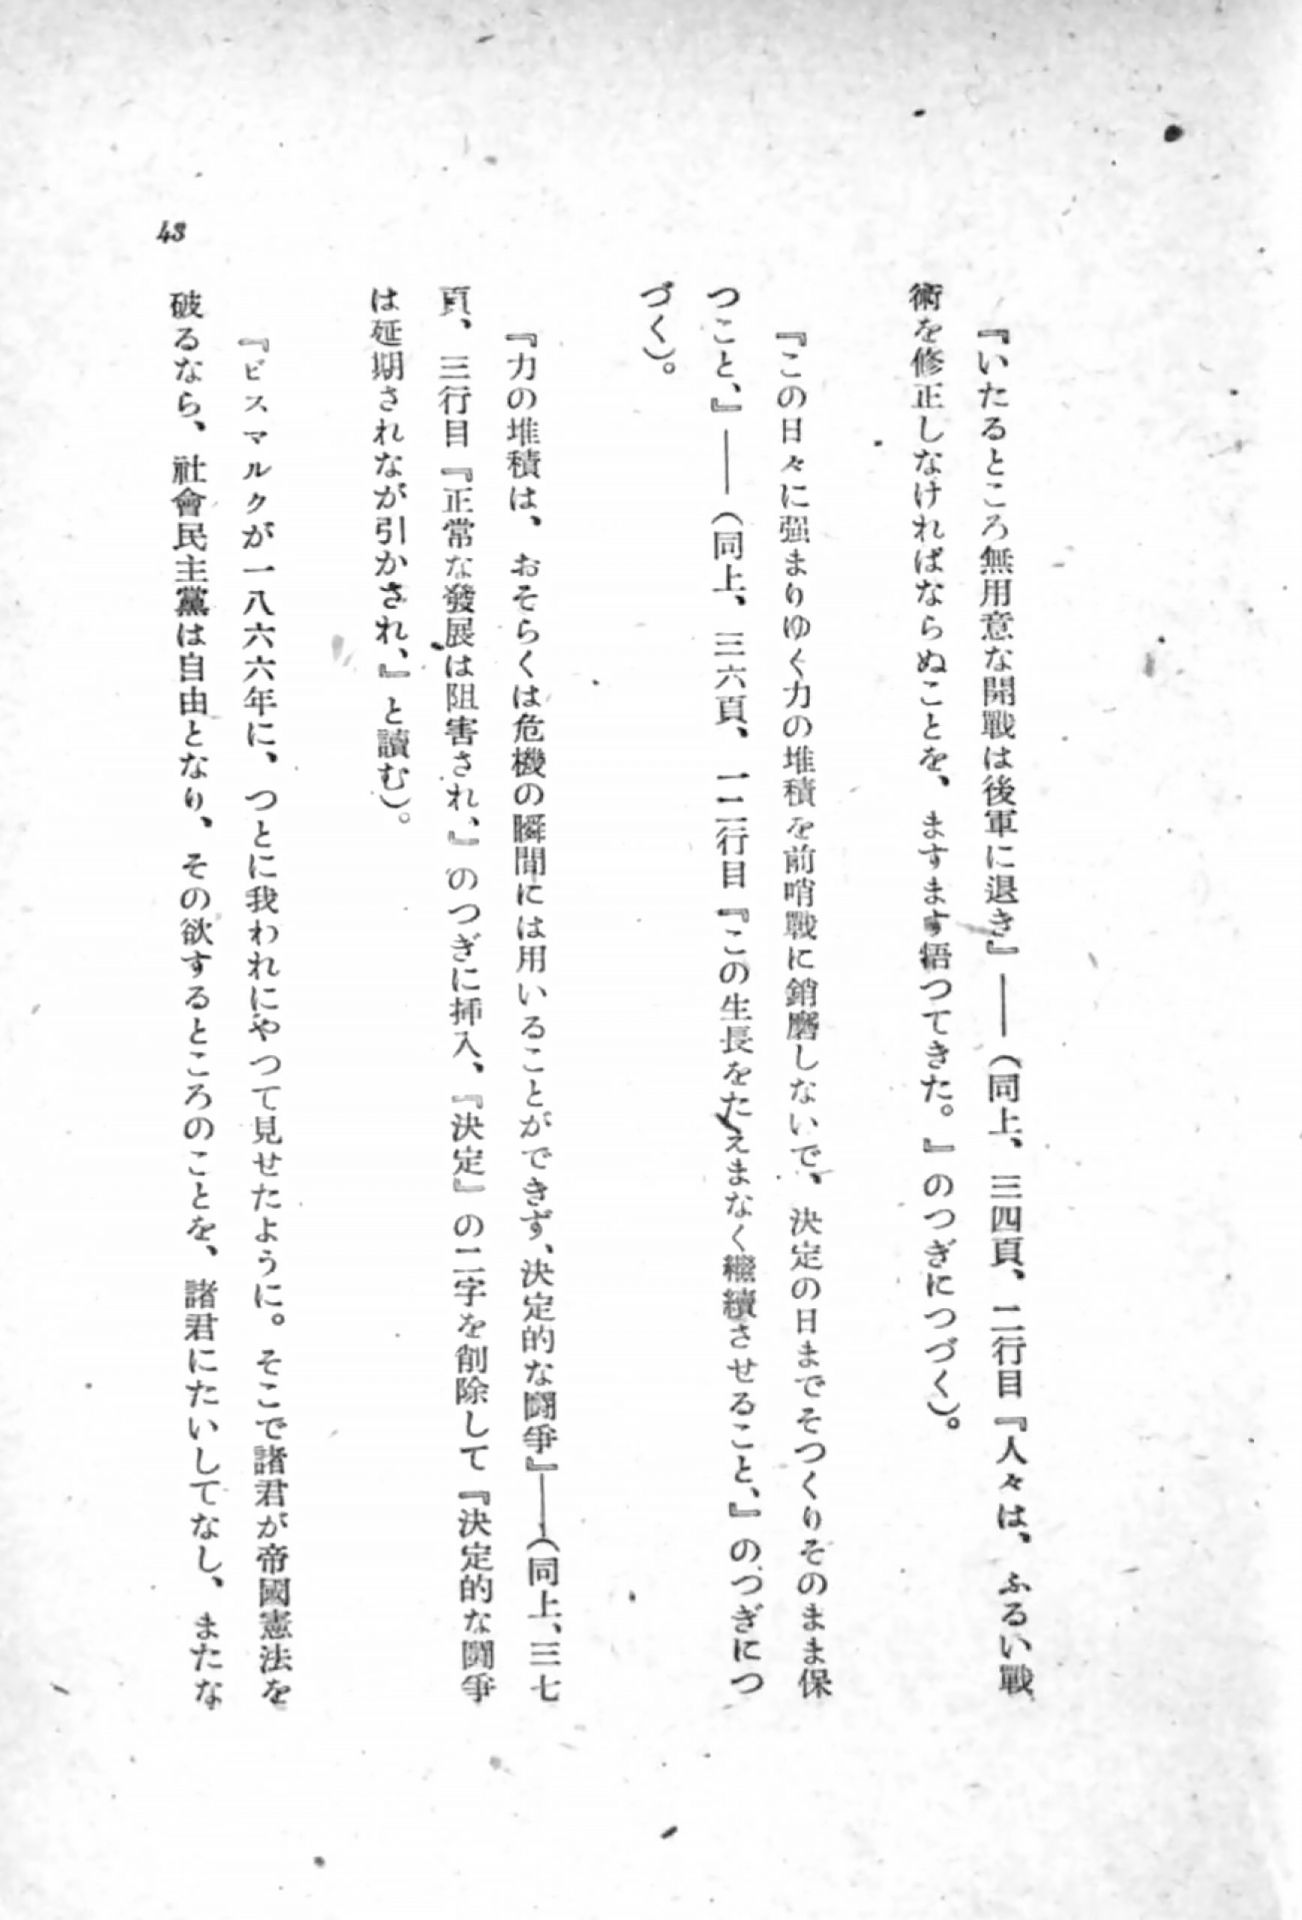 『いたるところ無用意な開戰は後軍に退き』――（同上、三四頁、二行目『人々は、ふるい戰
術を修正しなければならぬことを、ますます悟つてきた。』のつぎにつづく）。
『この日々に强まりゆく力の堆積を前哨戰に銷磨しないで、決定の日までそつくりそのまま保
つこと、』――（同上、三六頁、一二行目『この生長をたえまなく繼續させること、』のつぎにつ
づく）。
『力の堆積は、おそらくは危機の瞬間には用いることができず、決定的な鬪爭』――（同上、三七
頁、三行目『正常な發展は阻害され、』のつぎに挿入、『決定』の二字を削除して『決定的な鬪爭
は延期されなが引かされ、』と讀む）。
『ビスマルクが一八六六年に、つとに我われにやつて見せたように。そこで諸君が帝國憲法を
破るなら、社會民主黨は自由となり、その欲するところのことを、諸君にたいしてなし、またな
43